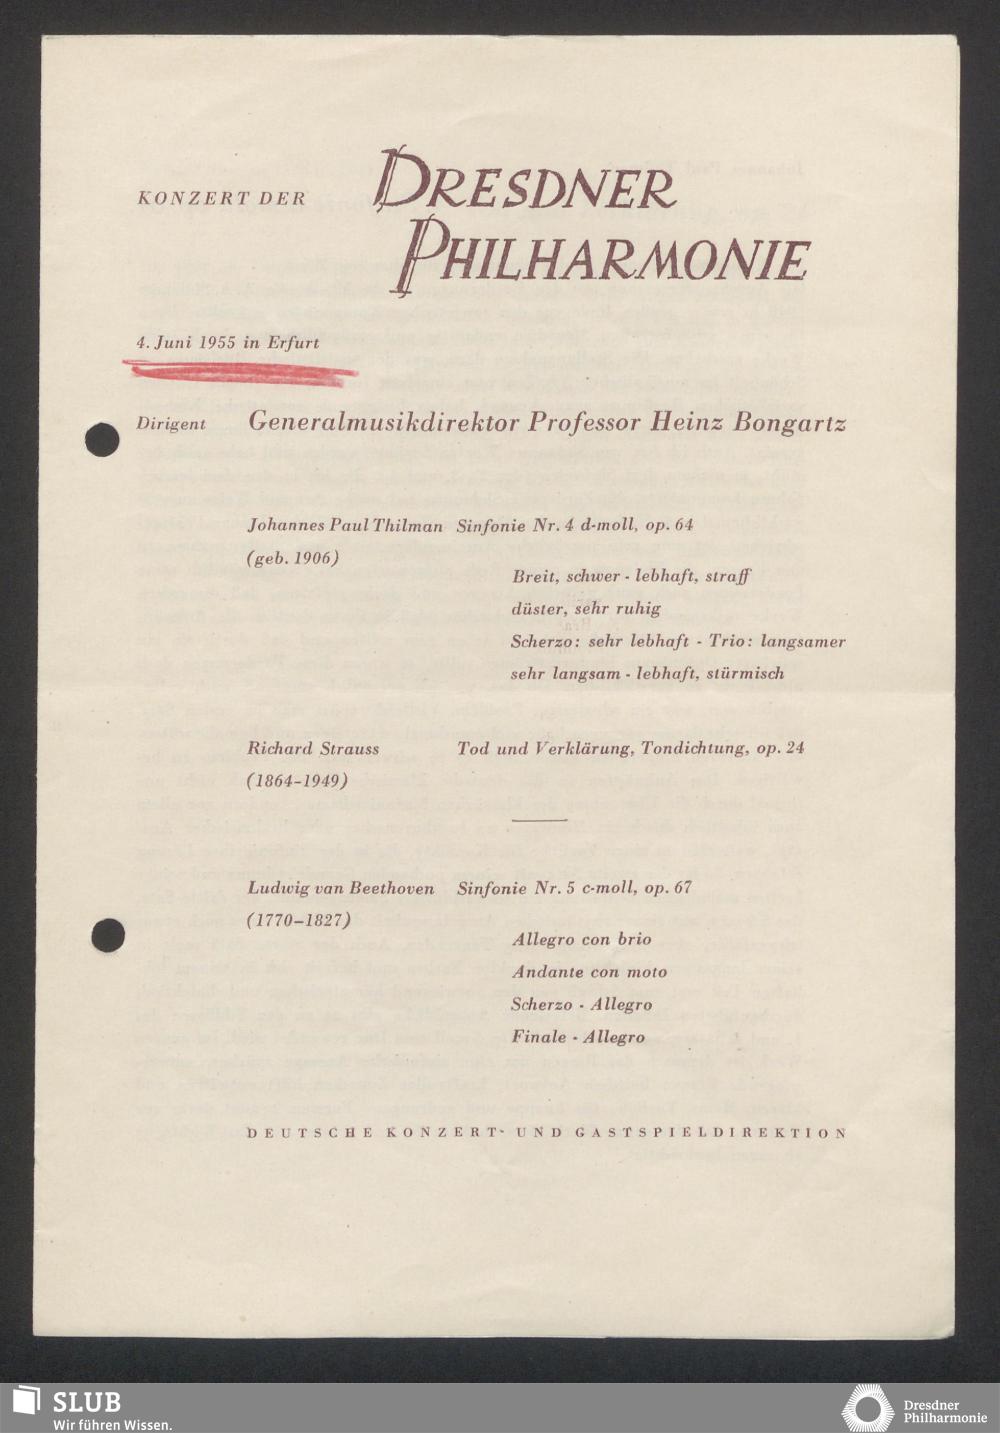 KONZERT DER DRESDNER
PHILHARMONIE
4. Juni 1955 in Erfurt
Dirigent Generalmusikdirektor Professor Heinz Bongartz
Johannes Paul Thilman Sinfonie Nr. 4 d-moll, op. 64
(geb. 1906)
Breit, schwer - lebhaft, straff
düster, sehr ruhig
Scherzo: sehr lebhaft - Trio: langsamer
sehr langsam - lebhaft, stürmisch
Richard Strauss Tod und Verklärung, Tondichtung, op. 24
(1864-1949)
Ludwig van Beethoven Sinfonie Nr. 5 c-moll, op. 67
(1770-1827)
Allegro con brio
Andante con moto
Scherzo - Allegro
Finale - Allegro
DEUTSCHE KONZERT- UND GASTSPIELDIREKTION
SLUB
Wir führen Wissen.
Dresdner
Philharmonie